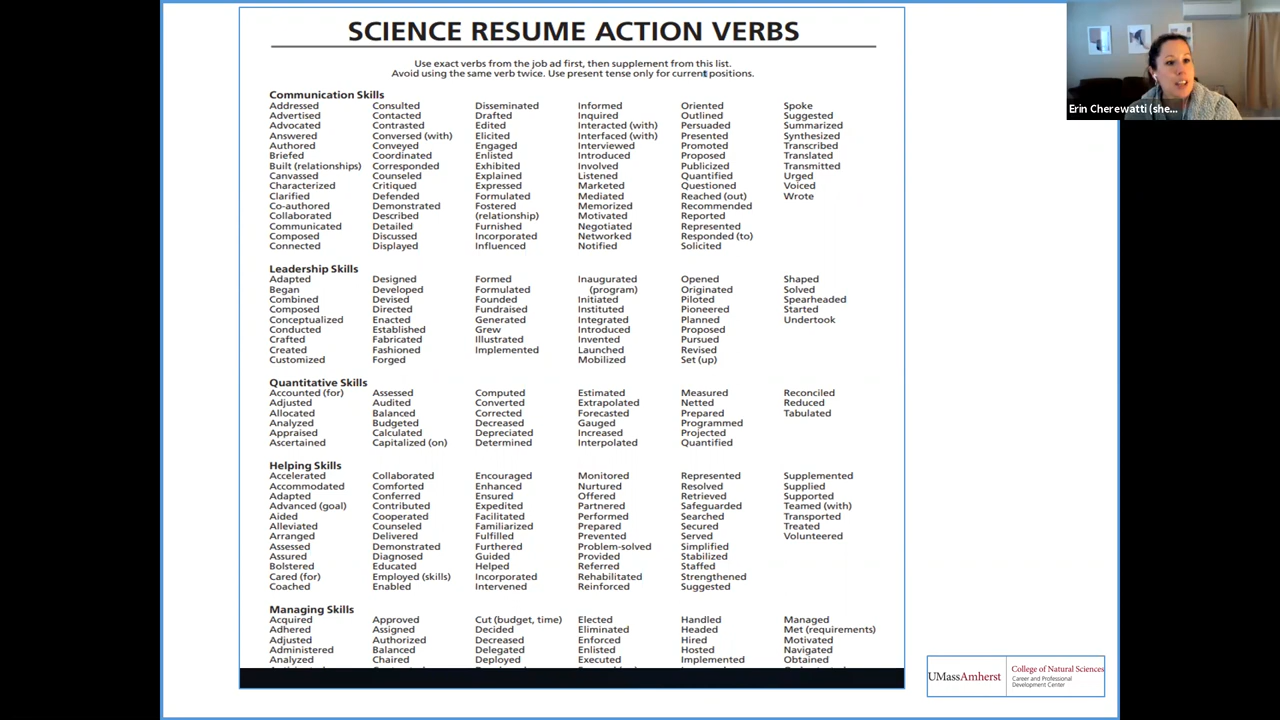 SCIENCE RESUME ACTION VERBS
Use exact verbs from the job ad first, then supplement from this list.
Avoid using the same verb twice. Use present tense only for current positions.
Communication Skills
Addressed Consulted Disseminated Informed Oriented Spoke
Advertised Contacted Drafted Inquired Outlined Suggested
Advocated Contrasted Edited Interacted (with) Persuaded Summarized
Answered Conversed (with) Elicited Interfaced (with) Presented Synthesized
Authored Conveyed Engaged Interviewed Promoted Transcribed
Briefed Coordinated Enlisted Introduced Proposed Translated
Built (relationships) Corresponded Exhibited Involved Publicized Transmitted
Canvassed Counseled Explained Listened Quantified Urged
Characterized Critiqued Expressed Marketed Questioned Voiced
Clarified Defended Formulated Mediated Reached (out) Wrote
Co-authored Demonstrated Fostered Memorized Recommended
Collaborated Described (relationship) Motivated Reported
Communicated Detailed Furnished Negotiated Represented
Composed Discussed Incorporated Networked Responded (to)
Connected Displayed Influenced Notified Solicited
Leadership Skills
Adapted Designed Formed Inaugurated Opened Shaped
Began Developed Formulated (program) Originated Solved
Combined Devised Founded Initiated Piloted Spearheaded
Composed Directed Fundraised Instituted Pioneered Started
Conceptualized Enacted Generated Integrated Planned Undertook
Conducted Established Grew Introduced Proposed
Crafted Fabricated Illustrated Invented Pursued
Created Fashioned Implemented Launched Revised
Customized Forged Mobilized Set (up)
Quantitative Skills
Accounted (for) Assessed Computed Estimated Measured Reconciled
Adjusted Audited Converted Extrapolated Netted Reduced
Allocated Balanced Corrected Forecasted Prepared Tabulated
Analyzed Budgeted Decreased Gauged Programmed
Appraised Calculated Depreciated Increased Projected
Ascertained Capitalized (on) Determined Interpolated Quantified
Helping Skills
Accelerated Collaborated Encouraged Monitored Represented Supplemented
Accommodated Comforted Enhanced Nurtured Resolved Supplied
Adapted Conferred Ensured Offered Retrieved Supported
Advanced (goal) Contributed Expedited Partnered Safeguarded Teamed (with)
Aided Cooperated Facilitated Performed Searched Transported
Alleviated Counseled Familiarized Prepared Secured Treated
Arranged Delivered Fulfilled Prevented Served Volunteered
Assessed Demonstrated Furthered Problem-solved Simplified
Assured Diagnosed Guided Provided Stabilized
Bolstered Educated Helped Referred Staffed
Cared (for) Employed (skills) Incorporated Rehabilitated Strengthened
Coached Enabled Intervened Reinforced Suggested
Managing Skills
Acquired Approved Cut (budget, time) Elected Handled Managed
Adhered Assigned Decided Eliminated Headed Met (requirements)
Adjusted Authorized Decreased Enforced Hired Motivated
Administered Balanced Delegated Enlisted Hosted Navigated
Analyzed Chaired Deployed Executed Implemented Obtained
Erin Cherewatti (she...
UMassAmherst
College of Natural Sciences
Career and Professional
Development Center